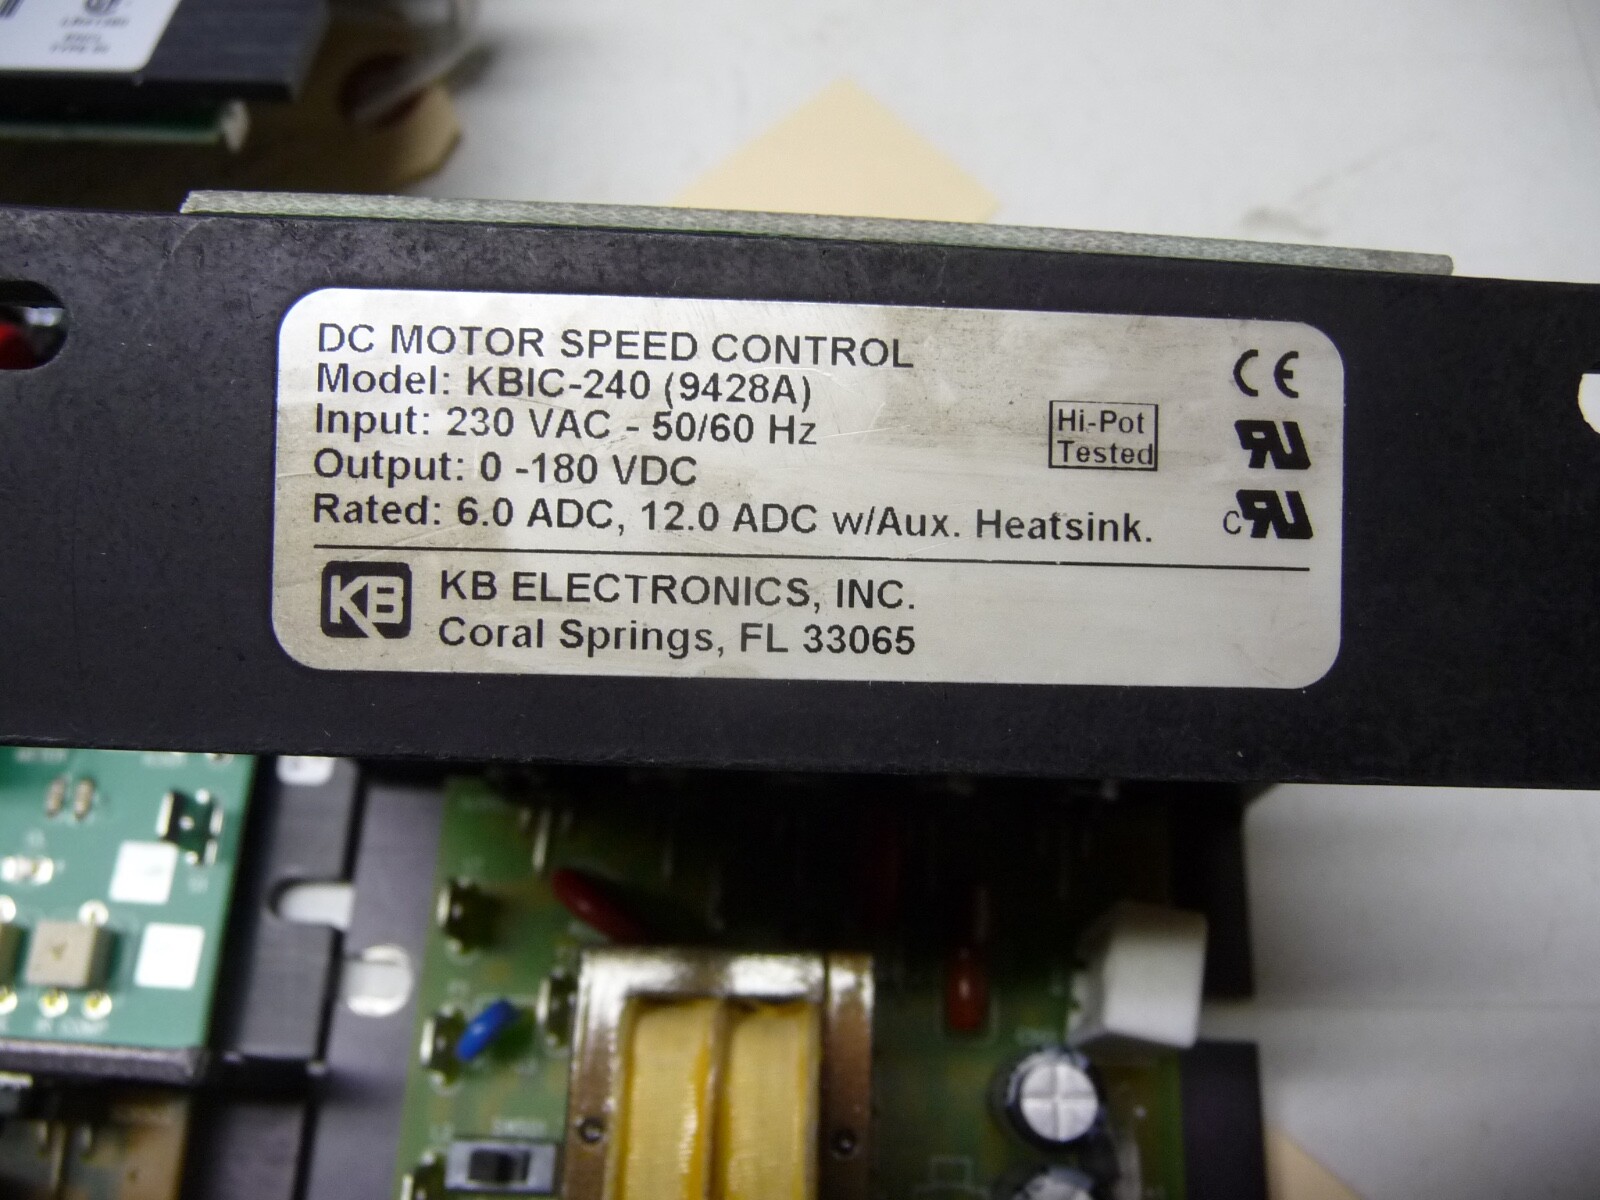 DC MOTOR SPEED CONTROL
Model: KBIC-240 (9428A)
Input: 230 VAC - 50/60 Hz
Output: 0 -180 VDC
Rated: 6.0 ADC, 12.0 ADC w/Aux. Heatsink.
Hi-Pot
Tested
CE
KB
KB ELECTRONICS, INC.
Coral Springs, FL 33065